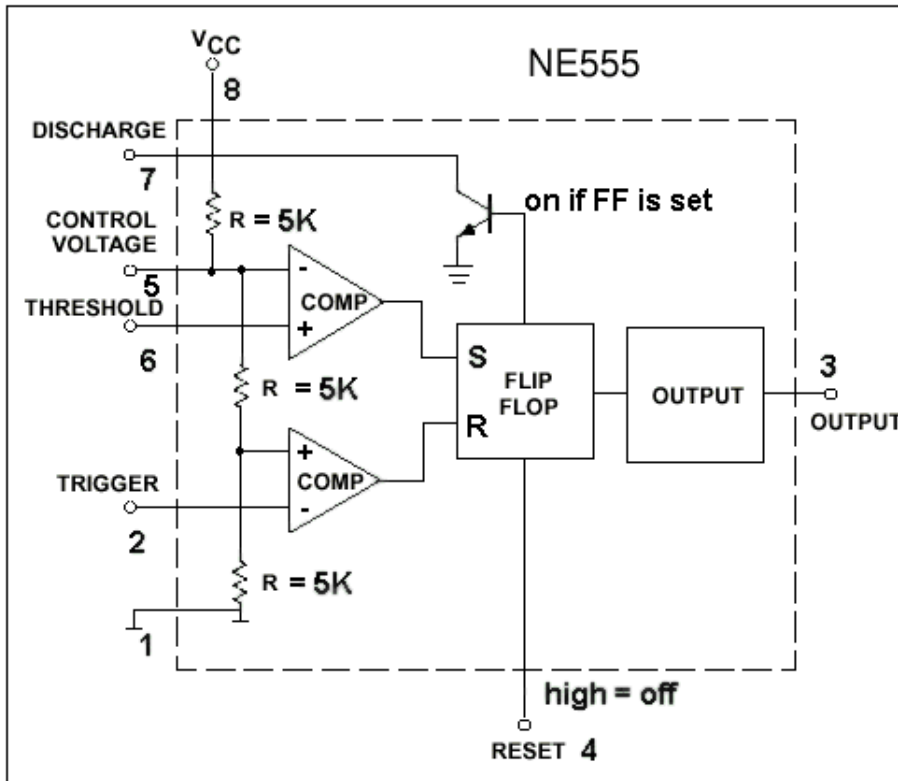 VCC
8
NE555
DISCHARGE
7
on if FF is set
R = 5K
CONTROL
VOLTAGE
5
-
COMP
+
THRESHOLD
6
S
FLIP
FLOP
R
OUTPUT
3
OUTPUT
R = 5K
+
COMP
-
TRIGGER
2
R = 5K
1
high = off
RESET 4